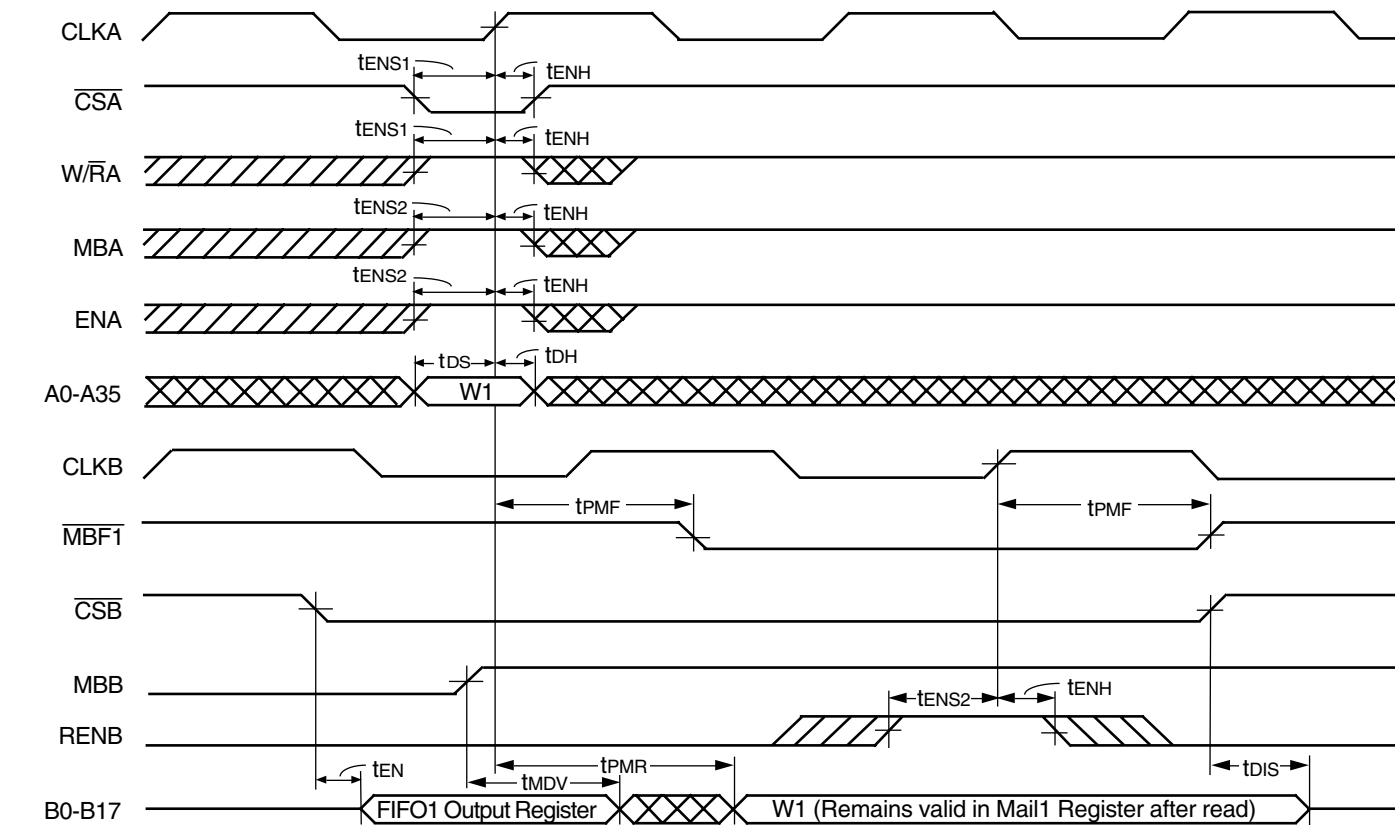 CLKA
tENS1
tENH
CSA
tENS1
tENH
W/RA
tENS2
tENH
MBA
tENS2
tENH
ENA
tDS
tDH
A0-A35
W1
CLKB
tPMF
tPMF
MBF1
CSB
MBB
tENS2
tENH
RENB
tEN
tPMR
tMDV
tDIS
B0-B17
FIFO1 Output Register
W1 (Remains valid in Mail1 Register after read)